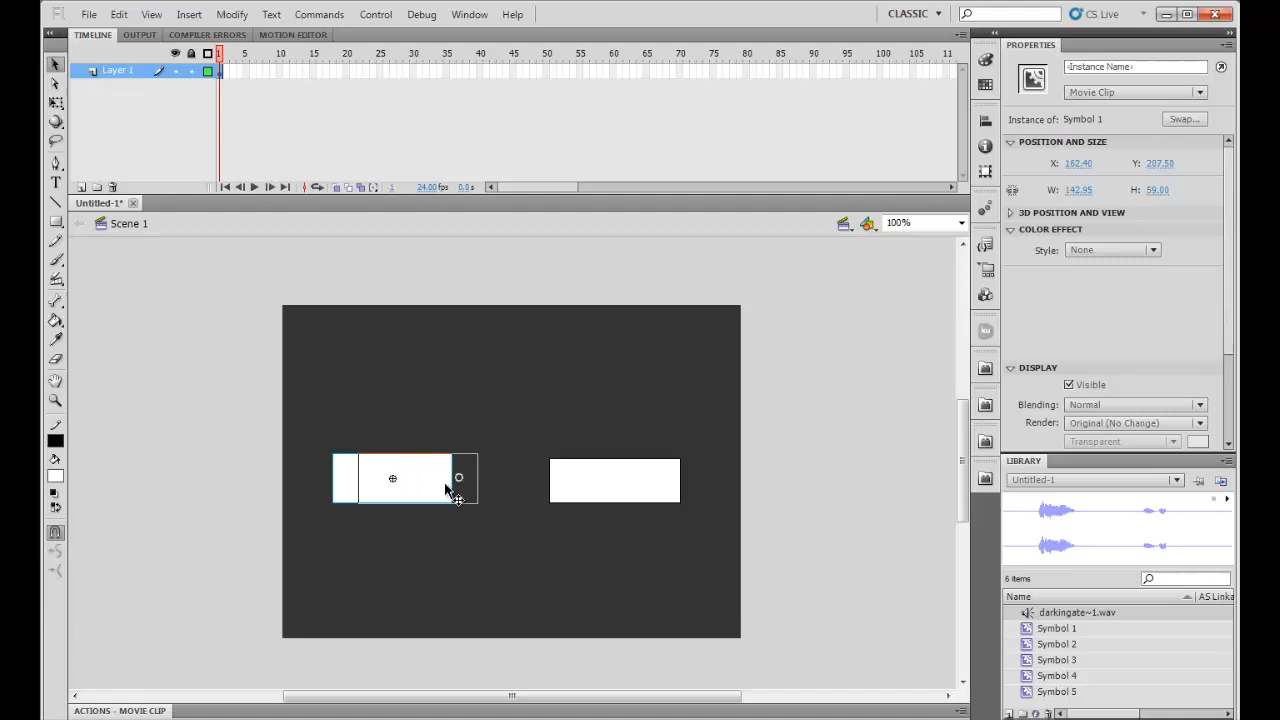 Fl File Edit View Insert Modify Text Commands Control Debug Window Help CLASSIC CS Live
TIMELINE OUTPUT COMPILER ERRORS MOTION EDITOR
1 5 10 15 20 25 30 35 40 45 50 55 60 65 70 75 80 85 90 95 100 105 11
Layer 1
1 24.00fps 0.0s
Untitled-1*
Scene 1 100%
PROPERTIES
<Instance Name>
Movie Clip
Instance of: Symbol 1 Swap...
POSITION AND SIZE
X: 162.40 Y: 207.50
W: 142.95 H: 59.00
3D POSITION AND VIEW
COLOR EFFECT
Style: None
ku
DISPLAY
Visible
Blending: Normal
Render: Original (No Change)
Transparent
LIBRARY
Untitled-1
6 items
Name AS Linka
darkingate~1.wav
Symbol 1
Symbol 2
Symbol 3
Symbol 4
Symbol 5
ACTIONS - MOVIE CLIP